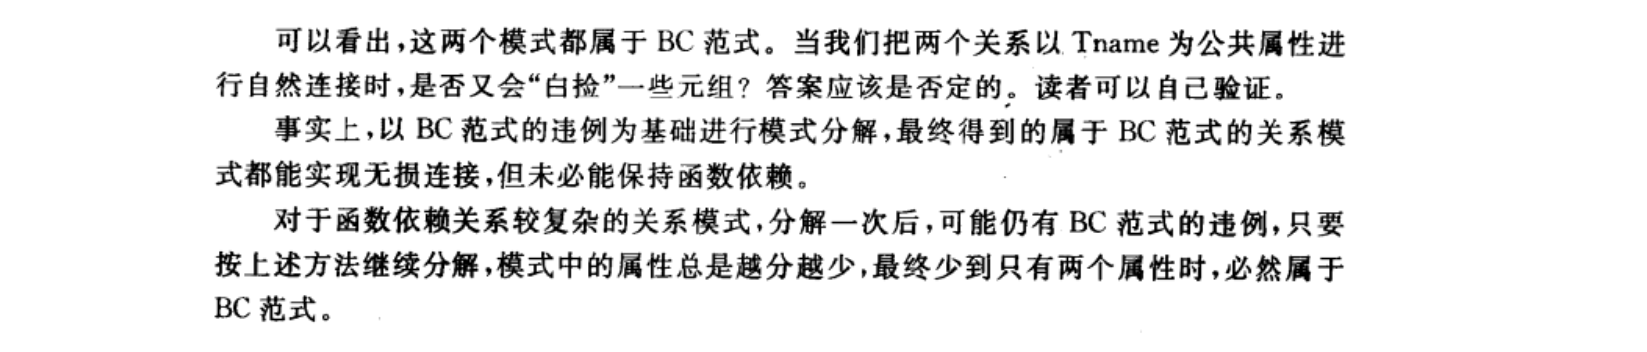 可以看出,这两个模式都属于 BC 范式。当我们把两个关系以 Tname 为公共属性进
行自然连接时,是否又会“白捡”一些元组? 答案应该是否定的。读者可以自己验证。
事实上,以 BC 范式的违例为基础进行模式分解,最终得到的属于 BC 范式的关系模
式都能实现无损连接,但未必能保持函数依赖。
对于函数依赖关系较复杂的关系模式,分解一次后,可能仍有 BC 范式的违例,只要
按上述方法继续分解,模式中的属性总是越分越少,最终少到只有两个属性时,必然属于
BC 范式。